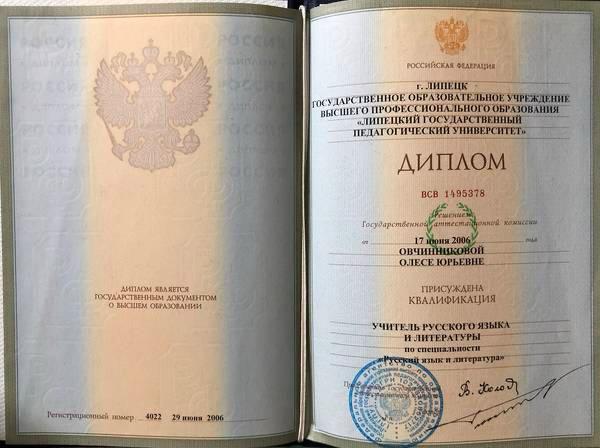 ДИПЛОМ ЯВЛЯЕТСЯ
ГОСУДАРСТВЕННЫМ ДОКУМЕНТОМ
О ВЫСШЕМ ОБРАЗОВАНИИ
Регистрационный номер 4022 29 июня 2006
РОССИЙСКАЯ ФЕДЕРАЦИЯ
г. ЛИПЕЦК
ГОСУДАРСТВЕННОЕ ОБРАЗОВАТЕЛЬНОЕ УЧРЕЖДЕНИЕ
ВЫСШЕГО ПРОФЕССИОНАЛЬНОГО ОБРАЗОВАНИЯ
«ЛИПЕЦКИЙ ГОСУДАРСТВЕННЫЙ
ПЕДАГОГИЧЕСКИЙ УНИВЕРСИТЕТ»
ДИПЛОМ
ВСВ 1495378
Решением
Государственной аттестационной комиссии
от 17 июня 2006 года
ОВЧИННИКОВОЙ
ОЛЕСЕ ЮРЬЕВНЕ
ПРИСУЖДЕНА
КВАЛИФИКАЦИЯ
УЧИТЕЛЬ РУССКОГО ЯЗЫКА
И ЛИТЕРАТУРЫ
по специальности
«Русский язык и литература»